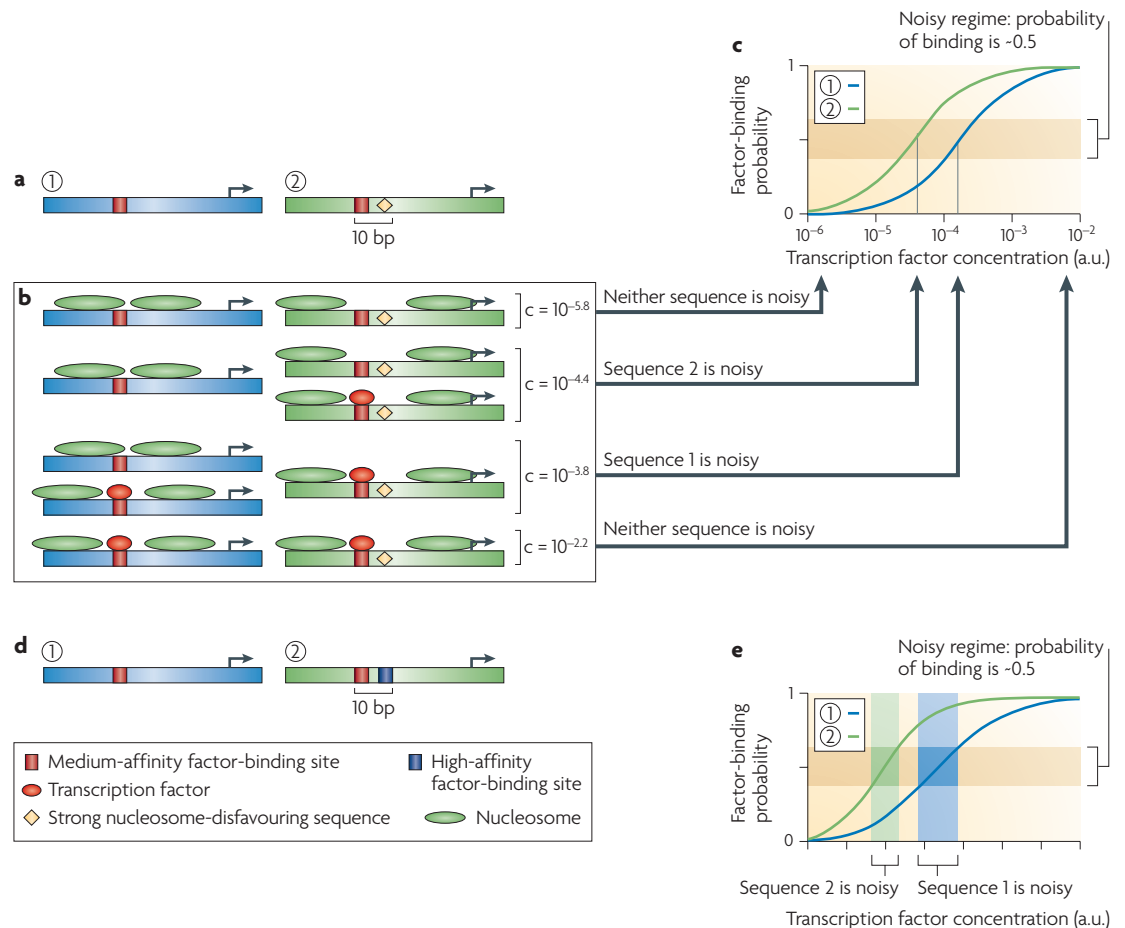 a
①
②
10 bp
b
c = 10–5.8
c = 10–4.4
c = 10–3.8
c = 10–2.2
Neither sequence is noisy
Sequence 2 is noisy
Sequence 1 is noisy
Neither sequence is noisy
c
Noisy regime: probability
of binding is ~0.5
①
②
Factor-binding
probability
1
0
10–6
10–5
10–4
10–3
10–2
Transcription factor concentration (a.u.)
d
①
②
10 bp
Medium-affinity factor-binding site
Transcription factor
Strong nucleosome-disfavouring sequence
High-affinity
factor-binding site
Nucleosome
e
Noisy regime: probability
of binding is ~0.5
①
②
Factor-binding
probability
1
0
Sequence 2 is noisy
Sequence 1 is noisy
Transcription factor concentration (a.u.)